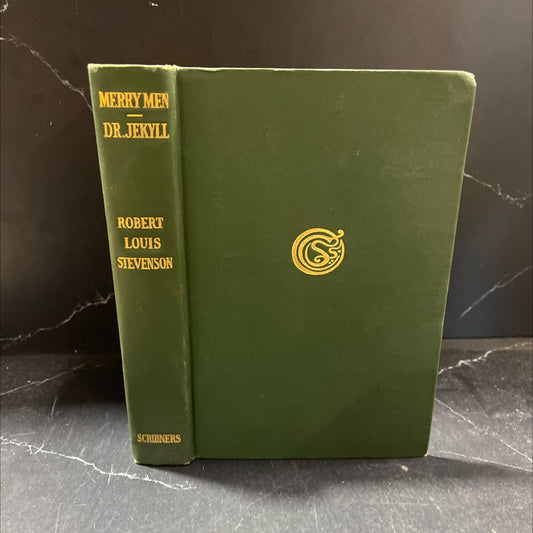 MERRY MEN
DR. JEKYLL
ROBERT
LOUIS
STEVENSON
SCRIBNERS